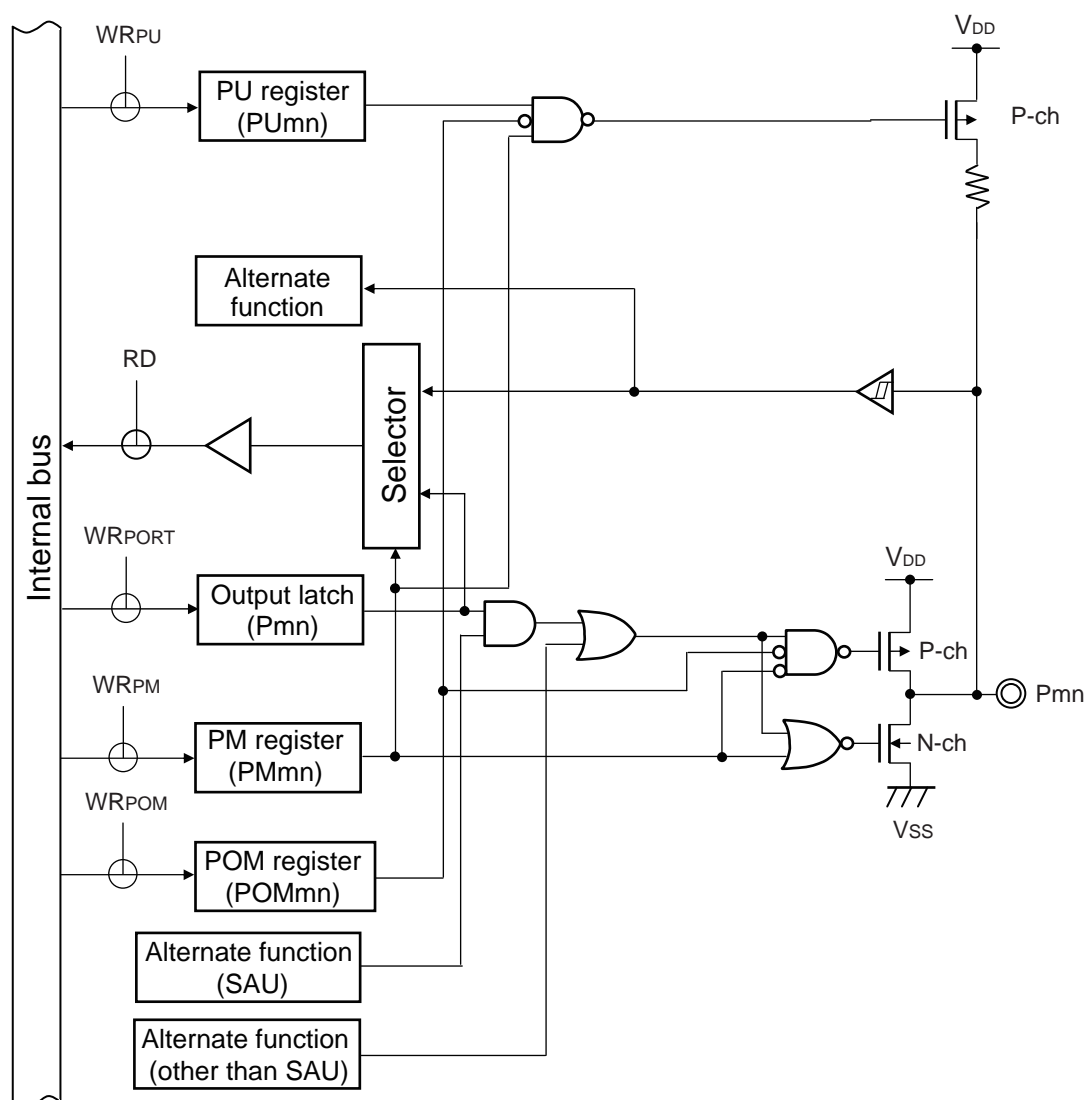 WRPU
PU register
(PUmn)
VDD
P-ch
Alternate
function
RD
Selector
Internal bus
WRPORT
Output latch
(Pmn)
VDD
P-ch
Pmn
WRPM
PM register
(PMmn)
N-ch
VSS
WRPOM
POM register
(POMmn)
Alternate function
(SAU)
Alternate function
(other than SAU)